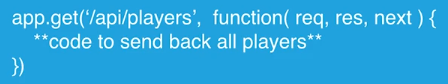 app.get(‘/api/players’,  function( req, res, next ) {
   **code to send back all players**
})